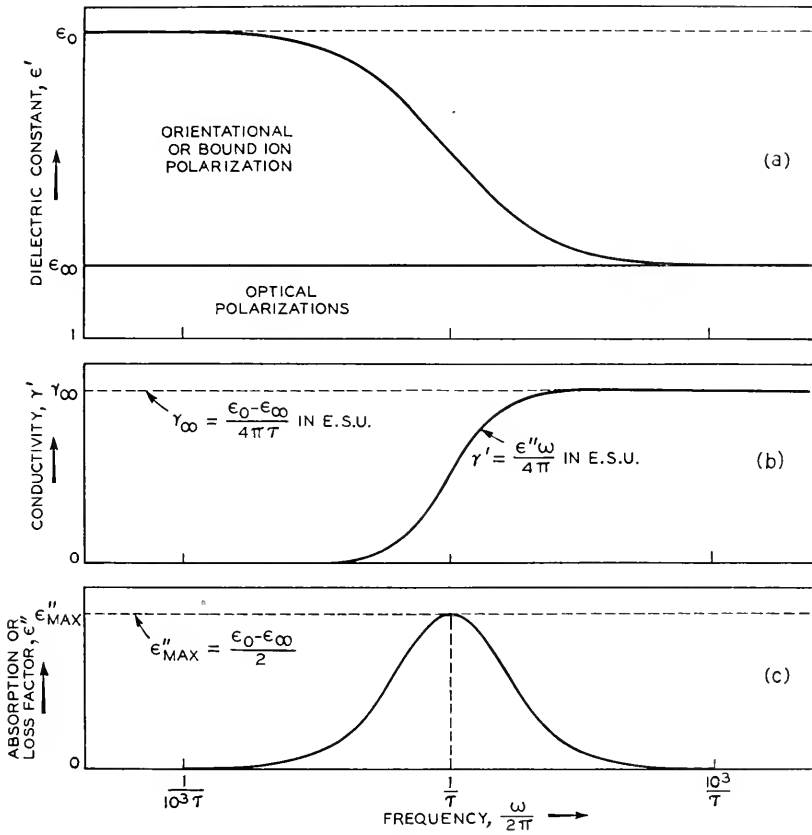 ϵ₀
DIELECTRIC CONSTANT, ϵ′
ORIENTATIONAL
OR BOUND ION
POLARIZATION
(a)
ϵ∞
OPTICAL
POLARIZATIONS
1
CONDUCTIVITY, γ′
γ∞
γ∞ = (ϵ₀-ϵ∞)/(4πτ) IN E.S.U.
γ′ = (ϵ″ω)/(4π) IN E.S.U.
(b)
0
ABSORPTION OR
LOSS FACTOR, ϵ″
ϵ″MAX
ϵ″MAX = (ϵ₀-ϵ∞)/2
(c)
0
1/(10³τ)
1/τ
10³/τ
FREQUENCY, ω/2π